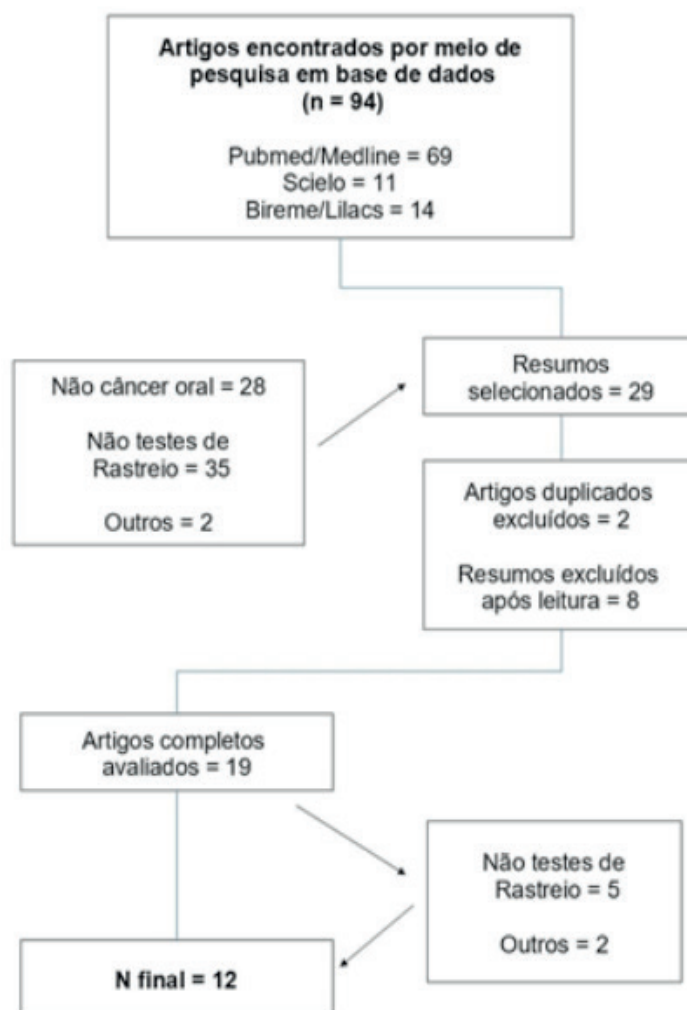 Artigos encontrados por meio de
pesquisa em base de dados
(n = 94)
Pubmed/Medline = 69
Scielo = 11
Bireme/Lilacs = 14
Não câncer oral = 28
Não testes de
Rastreio = 35
Outros = 2
Resumos
selecionados = 29
Artigos duplicados
excluídos = 2
Resumos excluídos
após leitura = 8
Artigos completos
avaliados = 19
Não testes de
Rastreio = 5
Outros = 2
N final = 12